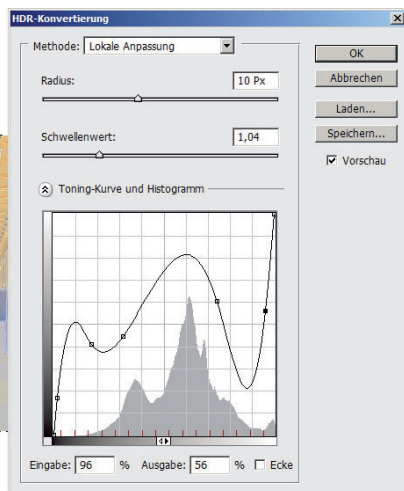 HDR-Konvertierung
Methode: Lokale Anpassung
OK
Abbrechen
Radius: 10 Px
Laden...
Schwellenwert: 1,04
Speichern...
Vorschau
Toning-Kurve und Histogramm
Eingabe: 96 % Ausgabe: 56 % Ecke